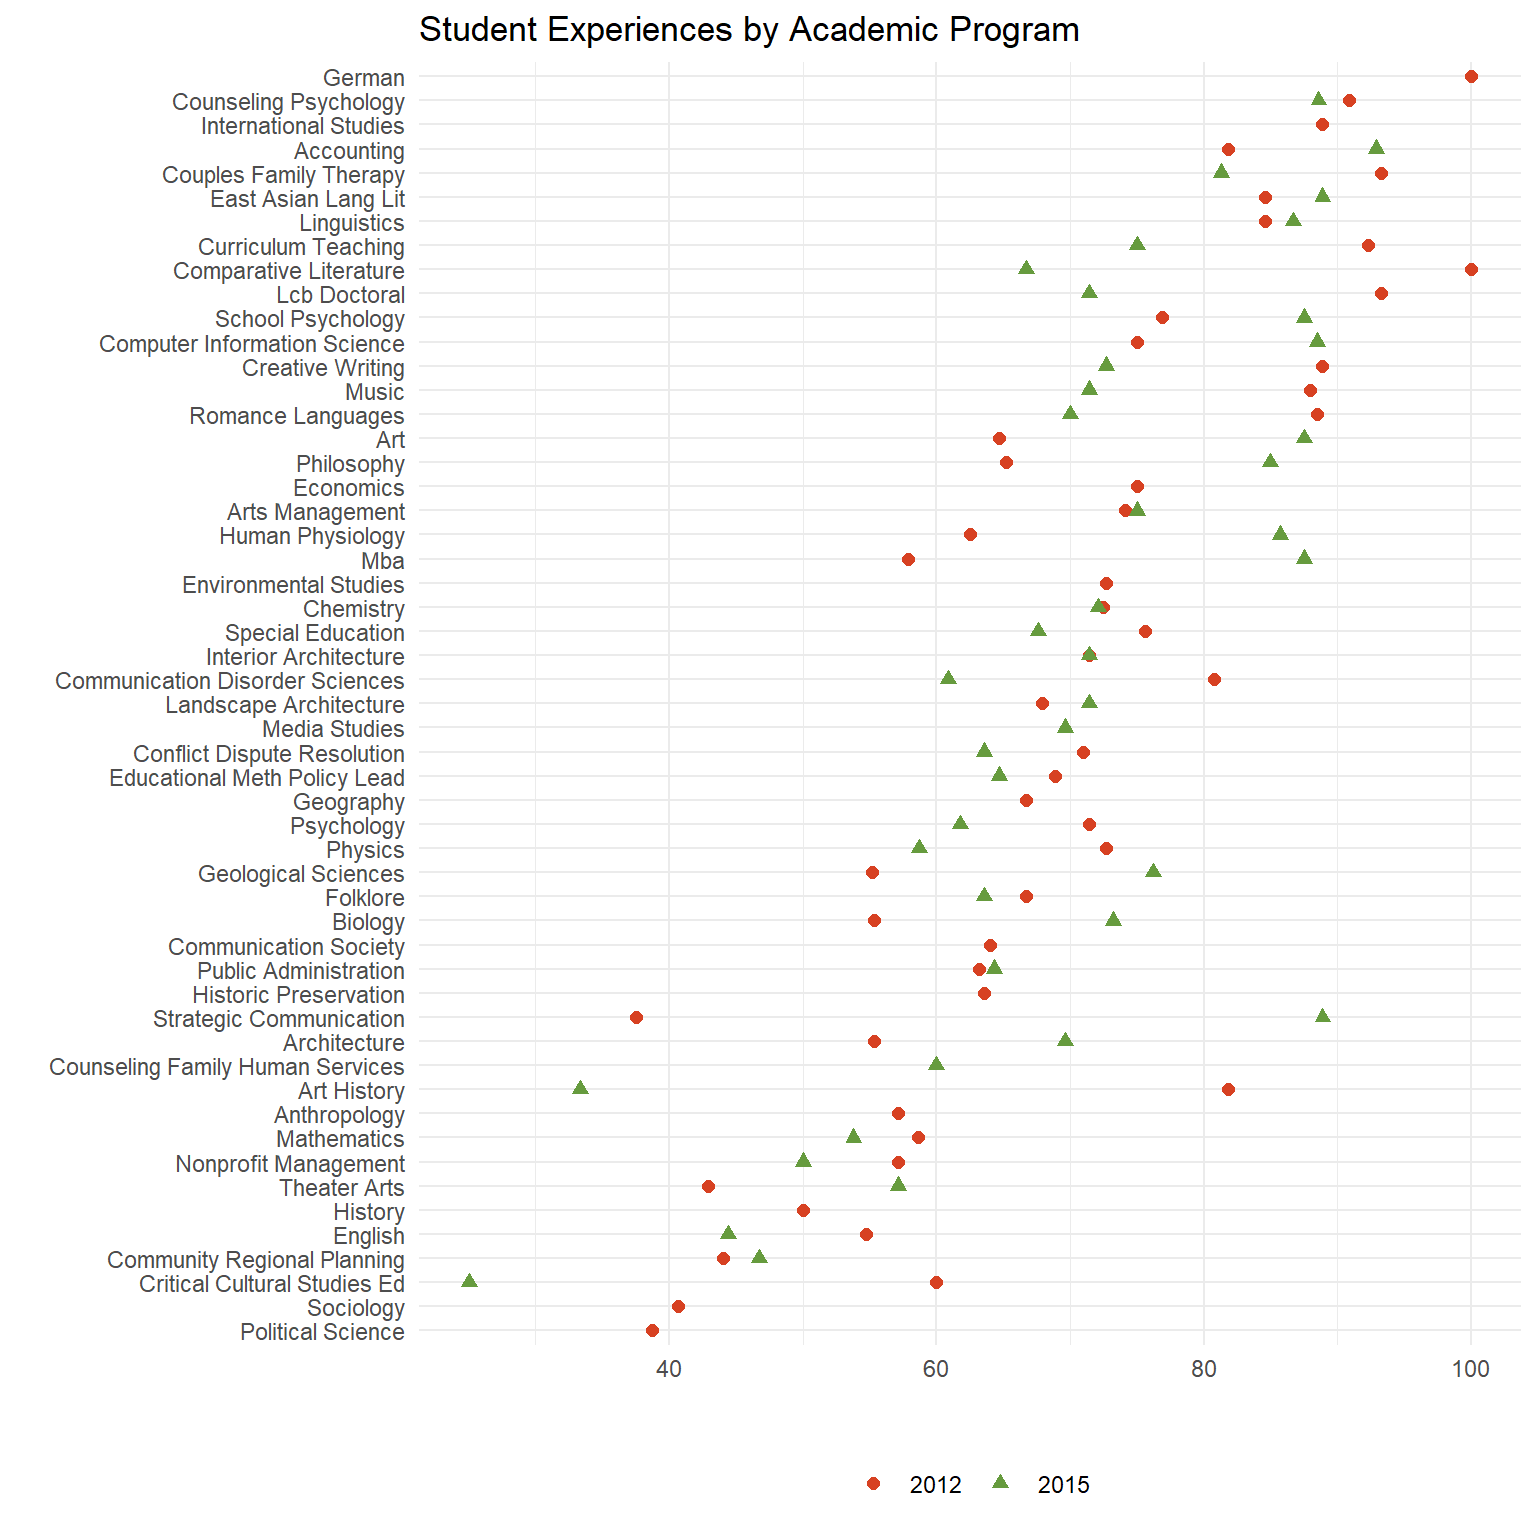 Student Experiences by Academic Program
German
Counseling Psychology
International Studies
Accounting
Couples Family Therapy
East Asian Lang Lit
Linguistics
Curriculum Teaching
Comparative Literature
Lcb Doctoral
School Psychology
Computer Information Science
Creative Writing
Music
Romance Languages
Art
Philosophy
Economics
Arts Management
Human Physiology
Mba
Environmental Studies
Chemistry
Special Education
Interior Architecture
Communication Disorder Sciences
Landscape Architecture
Media Studies
Conflict Dispute Resolution
Educational Meth Policy Lead
Geography
Psychology
Physics
Geological Sciences
Folklore
Biology
Communication Society
Public Administration
Historic Preservation
Strategic Communication
Architecture
Counseling Family Human Services
Art History
Anthropology
Mathematics
Nonprofit Management
Theater Arts
History
English
Community Regional Planning
Critical Cultural Studies Ed
Sociology
Political Science
40 60 80 100
2012 2015